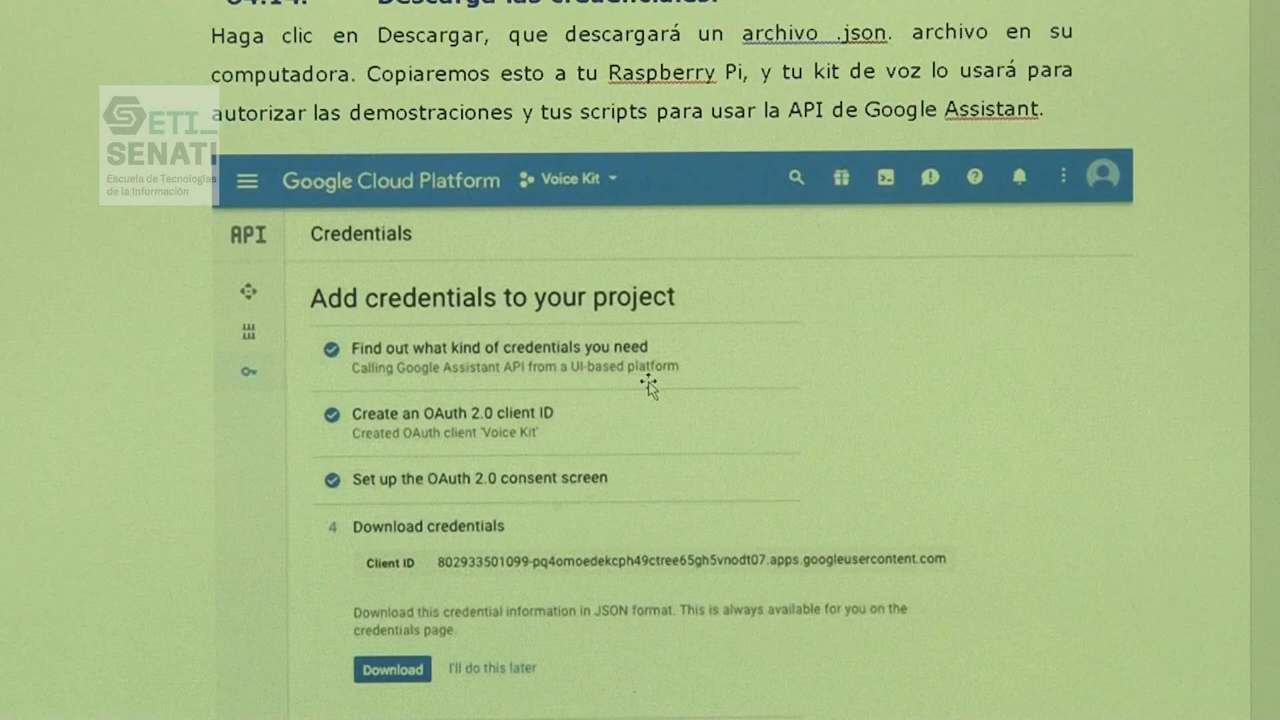 04.14. Descarga las credenciales.
Haga clic en Descargar, que descargará un archivo .json. archivo en su
computadora. Copiaremos esto a tu Raspberry Pi, y tu kit de voz lo usará para
autorizar las demostraciones y tus scripts para usar la API de Google Assistant.
ETI_
SENATI
Escuela de Tecnologías
de la Información
Google Cloud Platform Voice Kit
API Credentials
Add credentials to your project
Find out what kind of credentials you need
Calling Google Assistant API from a UI-based platform
Create an OAuth 2.0 client ID
Created OAuth client 'Voice Kit'
Set up the OAuth 2.0 consent screen
4 Download credentials
Client ID 802933501099-pq4omoedekcph49ctree65gh5vnodt07.apps.googleusercontent.com
Download this credential information in JSON format. This is always available for you on the
credentials page.
Download I'll do this later